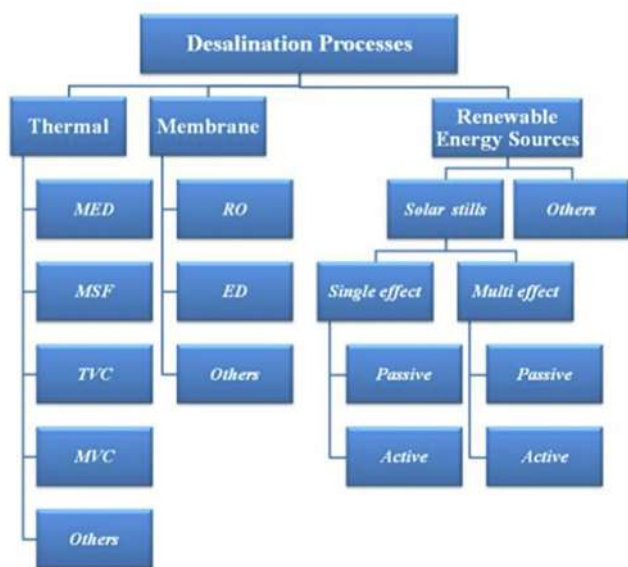 Desalination Processes
Thermal
Membrane
Renewable
Energy Sources
MED
RO
Solar stills
Others
MSF
ED
Single effect
Multi effect
TVC
Others
Passive
Passive
MVC
Active
Active
Others